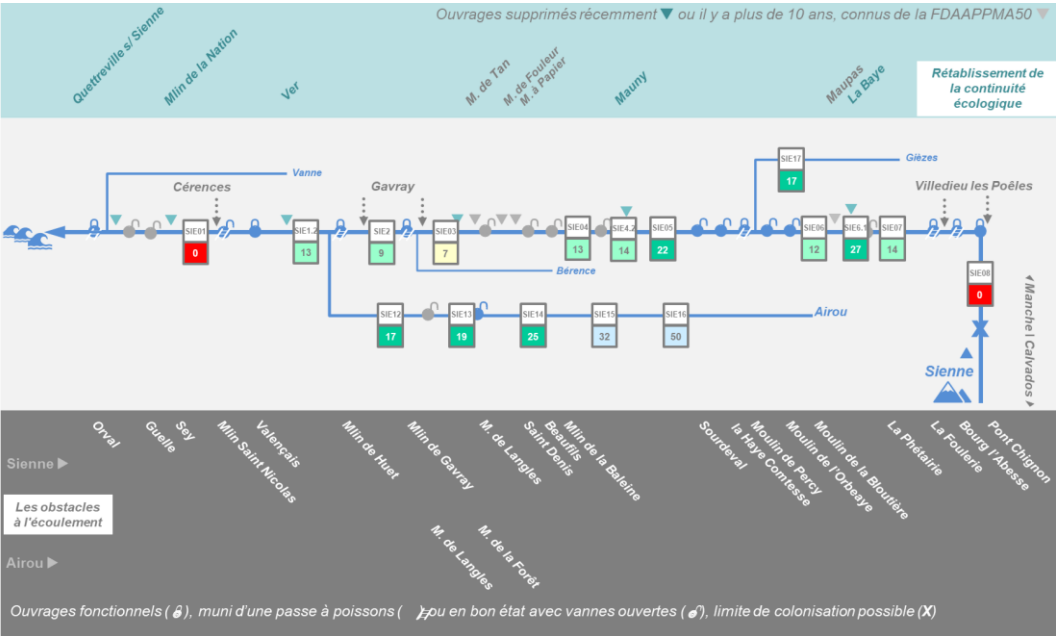 Ouvrages supprimés récemment ▼ ou il y a plus de 10 ans, connus de la FDAAPPMA50 ▼
Quettreville s/ Sienne
Mlin de la Nation
Ver
M. de Tan
M. de Fouleur
M. à Papier
Mauny
Maupas
La Baye
Rétablissement de
la continuité
écologique
SIE17
17
Gièzes
Vanne
Cérences
Gavray
Villedieu les Poêles
SIE01
0
SIE1.2
13
SIE2
9
SIE03
7
SIE04
13
SIE4.2
14
SIE05
22
SIE06
12
SIE6.1
27
SIE07
14
Bérence
SIE08
0
SIE12
17
SIE13
19
SIE14
25
SIE15
32
SIE16
50
Airou
Sienne
Manche | Calvados
Sienne ►
Orval
Guelle
Sey
Mlin Saint Nicolas
Valençais
Mlin de Huet
Mlin de Gavray
M. de Langles
Saint Denis
Beaufils
Mlin de la Baleine
Sourdeval
la Haye Comtesse
Moulin de Percy
Moulin de l'Orbeaye
Moulin de la Bloutière
La Phétairie
La Foulerie
Bourg l'Abesse
Pont Chignon
Les obstacles
à l'écoulement
Airou ►
M. de Langles
M. de la Forêt
Ouvrages fonctionnels ( ), muni d'une passe à poissons ( ) ou en bon état avec vannes ouvertes ( ), limite de colonisation possible (X)